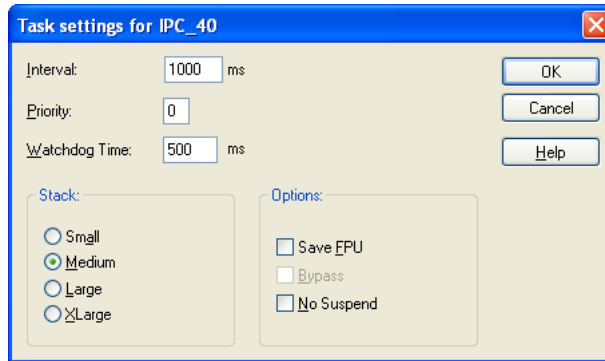 Task settings for IPC_40
Interval: 1000 ms
OK
Priority: 0
Cancel
Watchdog Time: 500 ms
Help
Stack:
Options:
Small
Save FPU
Medium
Bypass
Large
No Suspend
XLarge